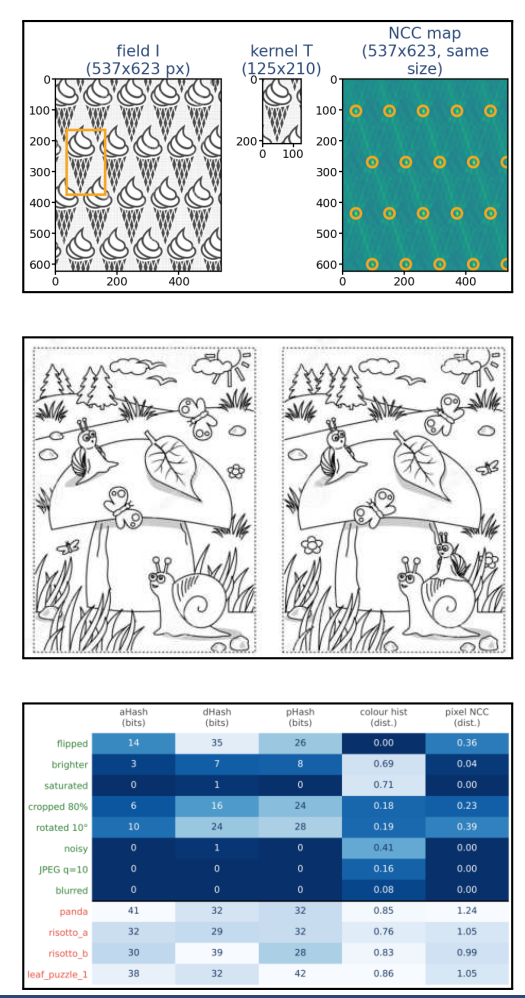 field I
(537x623 px)
kernel T
(125x210)
NCC map
(537x623, same
size)
0
100
200
300
400
500
600
0 200 400
0
200
0 100
0
100
200
300
400
500
600
0 200 400
aHash (bits) dHash (bits) pHash (bits) colour hist (dist.) pixel NCC (dist.)
flipped 14 35 26 0.00 0.36
brighter 3 7 8 0.69 0.04
saturated 0 1 0 0.71 0.00
cropped 80% 6 16 24 0.18 0.23
rotated 10° 10 24 28 0.19 0.39
noisy 0 1 0 0.41 0.00
JPEG q=10 0 0 0 0.16 0.00
blurred 0 0 0 0.08 0.00
panda 41 32 32 0.85 1.24
risotto_a 32 29 32 0.76 1.05
risotto_b 30 39 28 0.83 0.99
leaf_puzzle_1 38 32 42 0.86 1.05